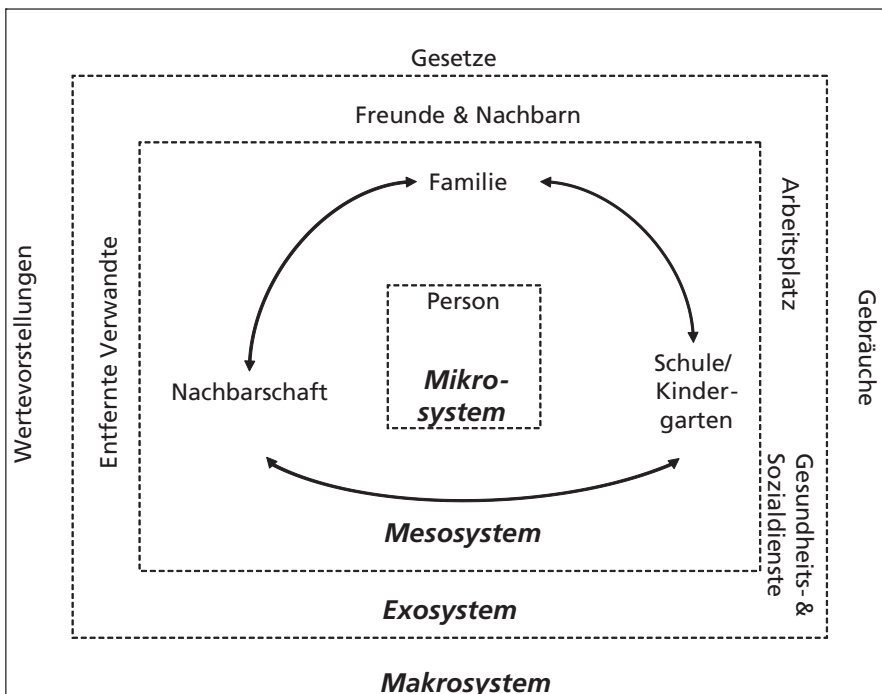 Gesetze
Freunde & Nachbarn
Wertevorstellungen
Entfernte Verwandte
Familie
Arbeitsplatz
Gebräuche
Person
Nachbarschaft
Mikro-
system
Schule/
Kinder-
garten
Gesundheits- &
Sozialdienste
Mesosystem
Exosystem
Makrosystem